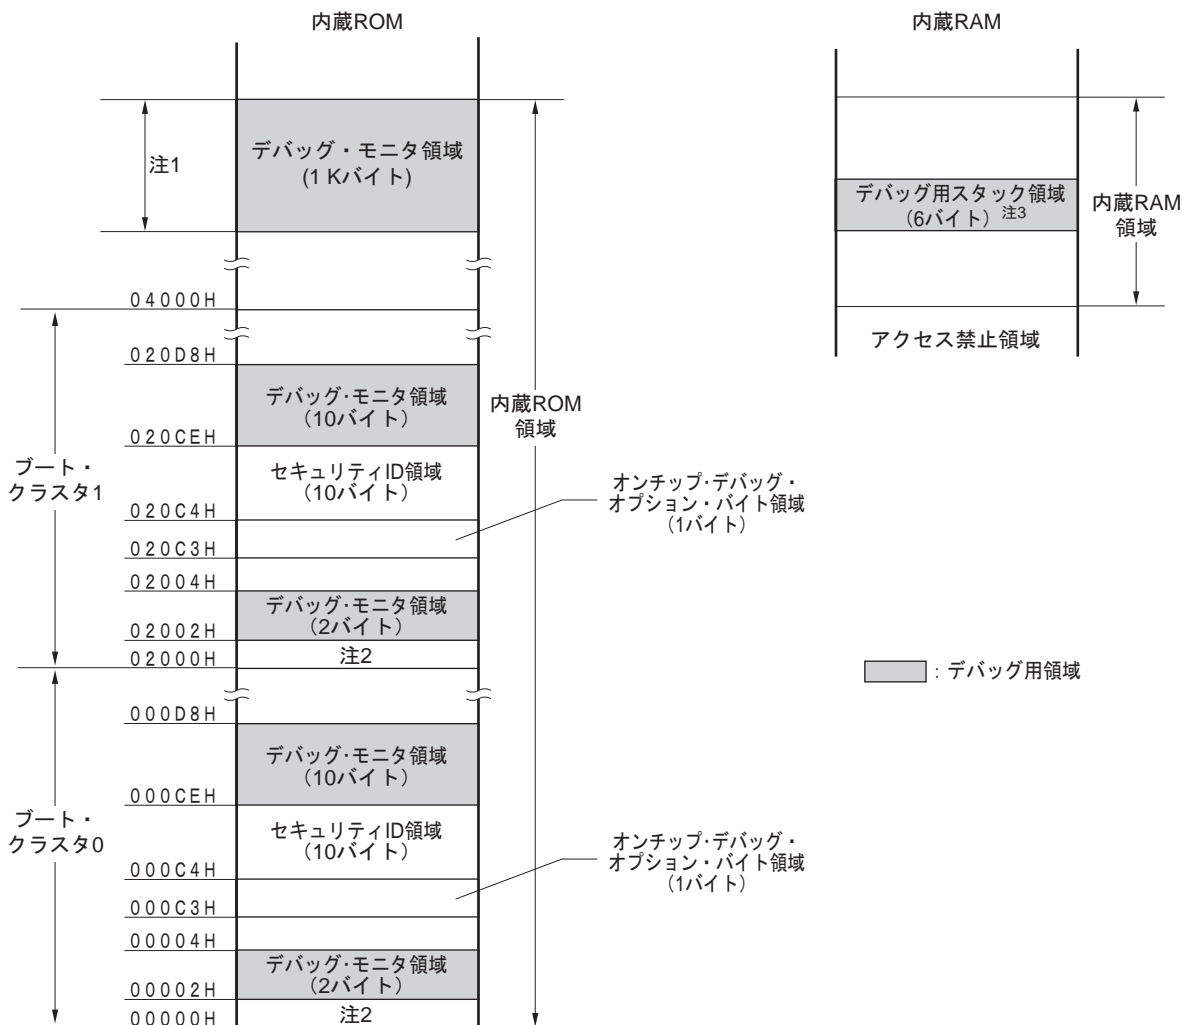 内蔵ROM
内蔵RAM
注1
デバッグ・モニタ領域
(1 Kバイト)
デバッグ用スタック領域
(6バイト) 注3
内蔵RAM
領域
アクセス禁止領域
04000H
020D8H
デバッグ・モニタ領域
(10バイト)
内蔵ROM
領域
020CEH
ブート・
クラスタ1
セキュリティID領域
(10バイト)
オンチップ・デバッグ・
オプション・バイト領域
(1バイト)
020C4H
020C3H
02004H
デバッグ・モニタ領域
(2バイト)
02002H
02000H
注2
: デバッグ用領域
000D8H
デバッグ・モニタ領域
(10バイト)
000CEH
ブート・
クラスタ0
セキュリティID領域
(10バイト)
オンチップ・デバッグ・
オプション・バイト領域
(1バイト)
000C4H
000C3H
00004H
デバッグ・モニタ領域
(2バイト)
00002H
00000H
注2